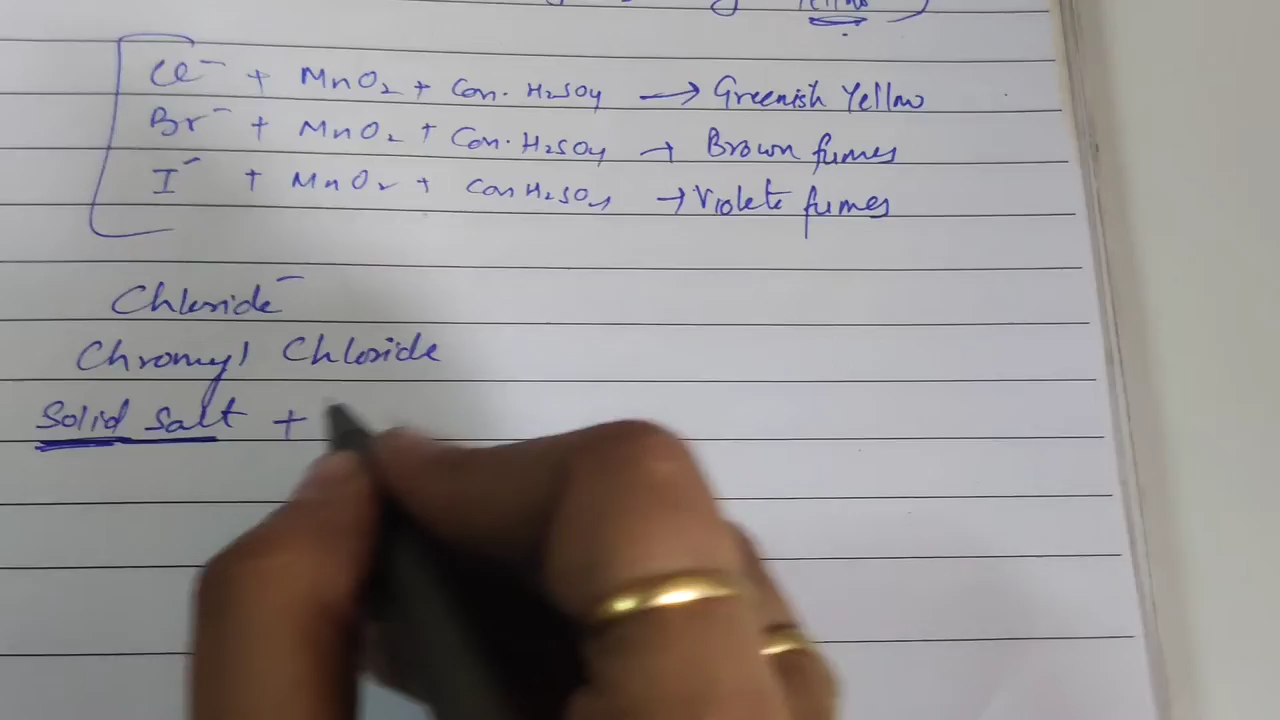 Yellow
Cl⁻ + MnO₂ + Con. H₂SO₄ → Greenish Yellow
Br⁻ + MnO₂ + Con. H₂SO₄ → Brown fumes
I⁻ + MnO₂ + Con H₂SO₄ → Violete fumes
Chloride⁻
Chromyl Chloride
Solid Salt +